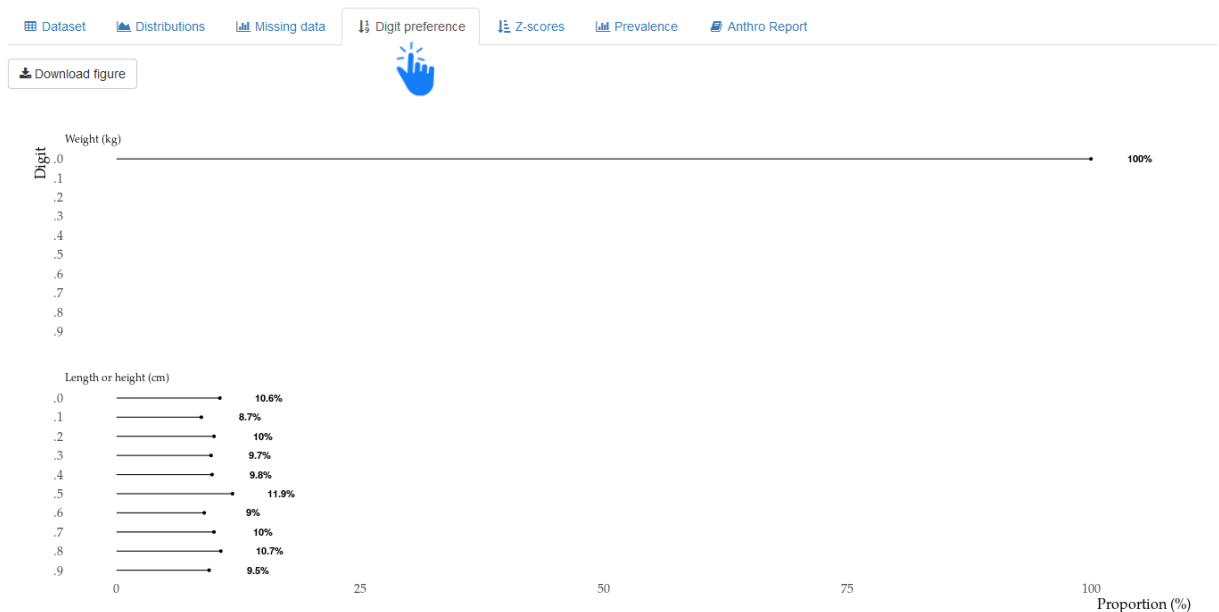 Dataset Distributions Missing data Digit preference Z-scores Prevalence Anthro Report
Download figure
Weight (kg)
Digit
.0 100%
.1
.2
.3
.4
.5
.6
.7
.8
.9
Length or height (cm)
.0 10.6%
.1 8.7%
.2 10%
.3 9.7%
.4 9.8%
.5 11.9%
.6 9%
.7 10%
.8 10.7%
.9 9.5%
0 25 50 75 100
Proportion (%)